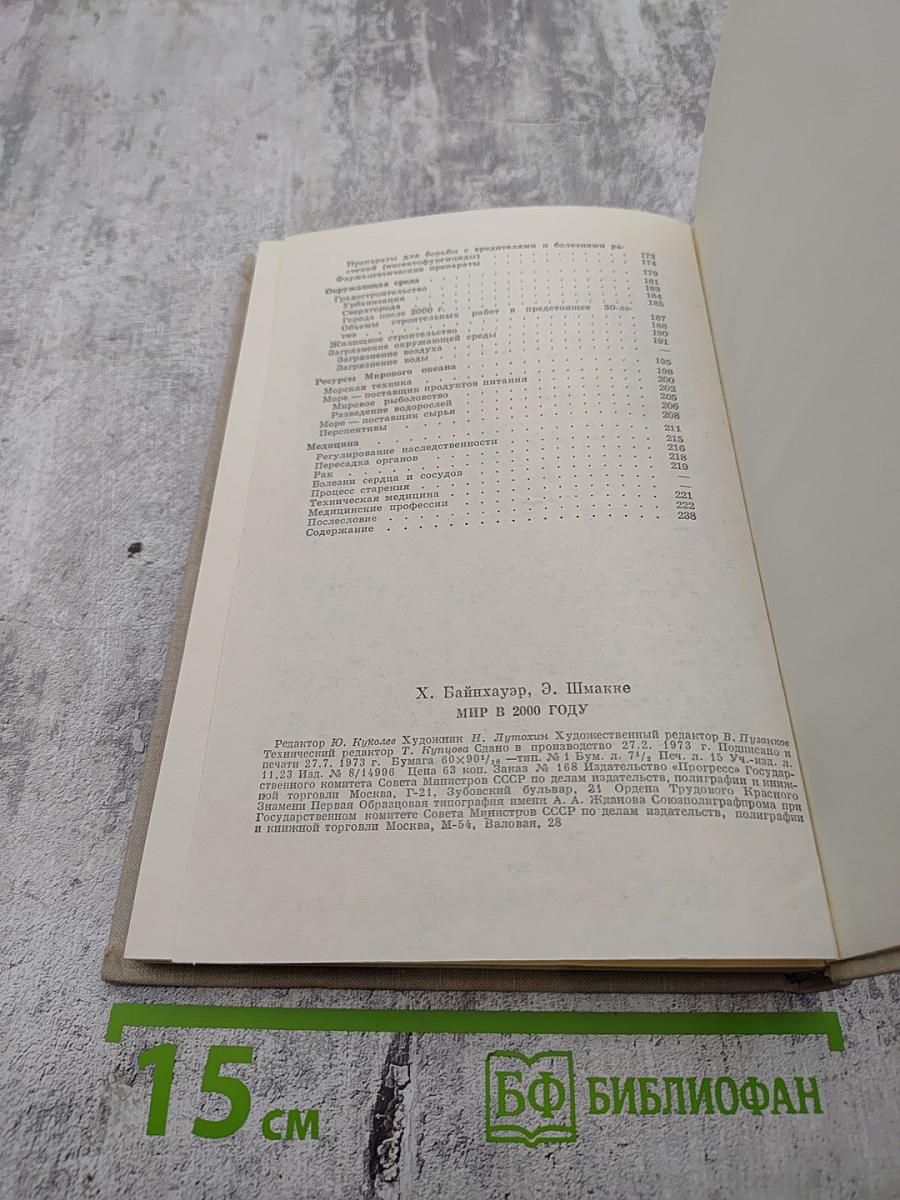 Препараты для борьбы с вредителями и болезнями ра-
стений (инсектофунгициды) . . . 173
Фармацевтические препараты . . . 174
Окружающая среда . . . 179
Градостроительство . . . 181
Урбанизация . . . 183
Сверхгорода . . . 184
Города после 2000 г. . . . 185
Объемы строительных работ в предстоящее 30-ле-
тие . . . 187
Жилищное строительство . . . 188
Загрязнение окружающей среды . . . 190
Загрязнение воздуха . . . 191
Загрязнение воды . . . —
Ресурсы Мирового океана . . . 195
Морская техника . . . 198
Море — поставщик продуктов питания . . . 200
Мировое рыболовство . . . 202
Разведение водорослей . . . 205
Море — поставщик сырья . . . 206
Перспективы . . . 208
Медицина . . . 211
Регулирование наследственности . . . 215
Пересадка органов . . . 216
Рак . . . 218
Болезни сердца и сосудов . . . 219
Процесс старения . . . —
Техническая медицина . . . —
Медицинские профессии . . . 221
Послесловие . . . 222
Содержание . . . 238
Х. Байнхауэр, Э. Шмакке
МИР В 2000 ГОДУ
Редактор Ю. Куколев Художник Н. Лутохин Художественный редактор В. Пузанков
Технический редактор Т. Купцова Сдано в производство 27.2. 1973 г. Подписано к
печати 27.7. 1973 г. Бумага 60×90¹/₁₆ —тип. № 1 Бум. л. 7¹/₂ Печ. л. 15 Уч.-изд. л.
11,23 Изд. № 8/14996 Цена 63 коп. Заказ № 168 Издательство «Прогресс» Государ-
ственного комитета Совета Министров СССР по делам издательств, полиграфии и книж-
ной торговли Москва, Г-21, Зубовский бульвар, 21 Ордена Трудового Красного
Знамени Первая Образцовая типография имени А. А. Жданова Союзполиграфпрома при
Государственном комитете Совета Министров СССР по делам издательств, полиграфии
и книжной торговли Москва, М-54, Валовая, 28
15 см
БФ БИБЛИОФАН